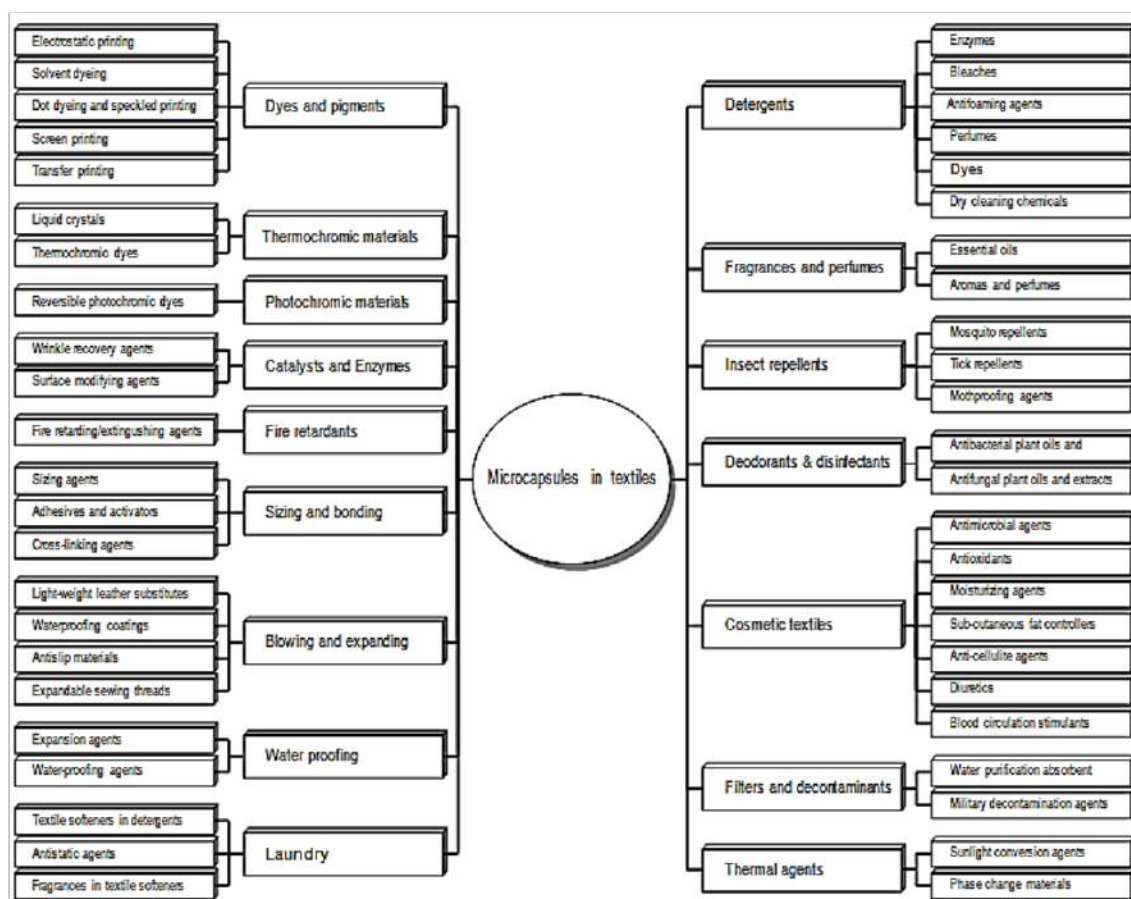 Electrostatic printing
Solvent dyeing
Dot dyeing and speckled printing
Screen printing
Transfer printing
Dyes and pigments
Liquid crystals
Thermochromic dyes
Thermochromic materials
Reversible photochromic dyes
Photochromic materials
Wrinkle recovery agents
Surface modifying agents
Catalysts and Enzymes
Fire retarding/extingushing agents
Fire retardants
Sizing agents
Adhesives and activators
Cross-linking agents
Sizing and bonding
Light-weight leather substitutes
Waterproofing coatings
Antislip materials
Expandable sewing threads
Blowing and expanding
Expansion agents
Water-proofing agents
Water proofing
Textile softeners in detergents
Antistatic agents
Fragrances in textile softeners
Laundry
Microcapsules in textiles
Detergents
Enzymes
Bleaches
Antifoaming agents
Perfumes
Dyes
Dry cleaning chemicals
Fragrances and perfumes
Essential oils
Aromas and perfumes
Insect repellents
Mosquito repellents
Tick repellents
Mothproofing agents
Deodorants & disinfectants
Antibacterial plant oils and
Antifungal plant oils and extracts
Cosmetic textiles
Antimicrobial agents
Antioxidants
Moisturizing agents
Sub-cutaneous fat controllers
Anti-cellulite agents
Diuretics
Blood circulation stimulants
Filters and decontaminants
Water purification absorbent
Military decontamination agents
Thermal agents
Sunlight conversion agents
Phase change materials